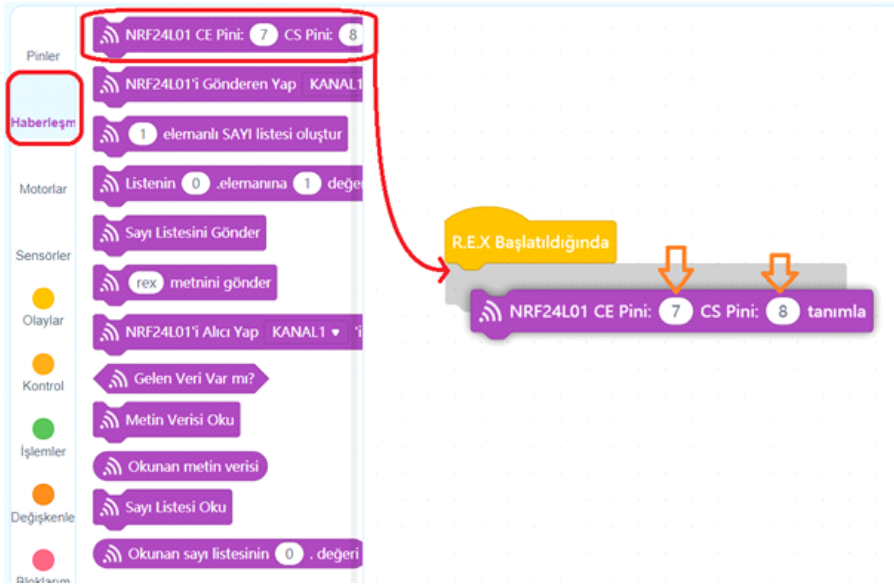 Pinler
Haberleşm
Motorlar
Sensörler
Olaylar
Kontrol
İşlemler
Değişkenle
Bloklarım
NRF24L01 CE Pini: 7 CS Pini: 8
NRF24L01'i Gönderen Yap KANAL1
1 elemanlı SAYI listesi oluştur
Listenin 0 .elemanına 1 değe
Sayı Listesini Gönder
rex metnini gönder
NRF24L01'i Alıcı Yap KANAL1 'i
Gelen Veri Var mı?
Metin Verisi Oku
Okunan metin verisi
Sayı Listesi Oku
Okunan sayı listesinin 0 . değeri
R.E.X Başlatıldığında
NRF24L01 CE Pini: 7 CS Pini: 8 tanımla